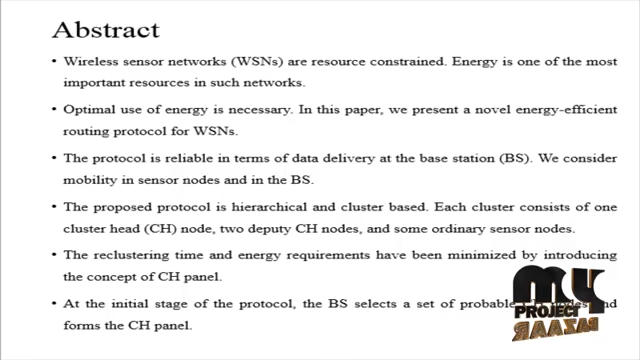 Abstract
• Wireless sensor networks (WSNs) are resource constrained. Energy is one of the most
important resources in such networks.
• Optimal use of energy is necessary. In this paper, we present a novel energy-efficient
routing protocol for WSNs.
• The protocol is reliable in terms of data delivery at the base station (BS). We consider
mobility in sensor nodes and in the BS.
• The proposed protocol is hierarchical and cluster based. Each cluster consists of one
cluster head (CH) node, two deputy CH nodes, and some ordinary sensor nodes.
• The reclustering time and energy requirements have been minimized by introducing
the concept of CH panel.
• At the initial stage of the protocol, the BS selects a set of probable CH nodes and
forms the CH panel.
MY
PROJECT
BAZAAR